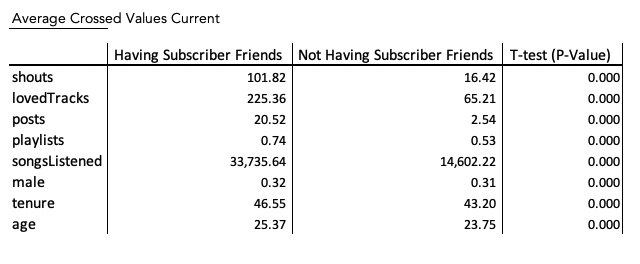 Average Crossed Values Current
Having Subscriber Friends Not Having Subscriber Friends T-test (P-Value)
shouts 101.82 16.42 0.000
lovedTracks 225.36 65.21 0.000
posts 20.52 2.54 0.000
playlists 0.74 0.53 0.000
songsListened 33,735.64 14,602.22 0.000
male 0.32 0.31 0.000
tenure 46.55 43.20 0.000
age 25.37 23.75 0.000